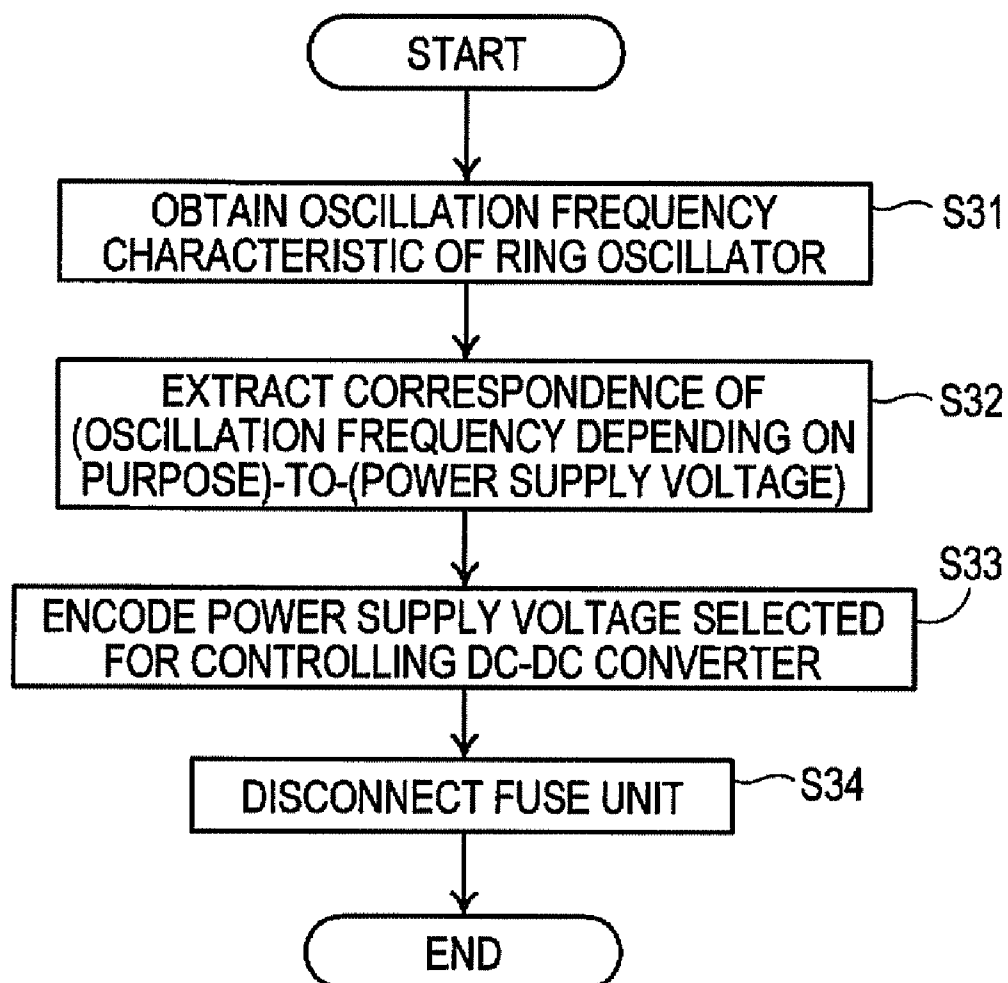 START
OBTAIN OSCILLATION FREQUENCY
CHARACTERISTIC OF RING OSCILLATOR
S31
EXTRACT CORRESPONDENCE OF
(OSCILLATION FREQUENCY DEPENDING ON
PURPOSE)-TO-(POWER SUPPLY VOLTAGE)
S32
ENCODE POWER SUPPLY VOLTAGE SELECTED
FOR CONTROLLING DC-DC CONVERTER
S33
DISCONNECT FUSE UNIT
S34
END